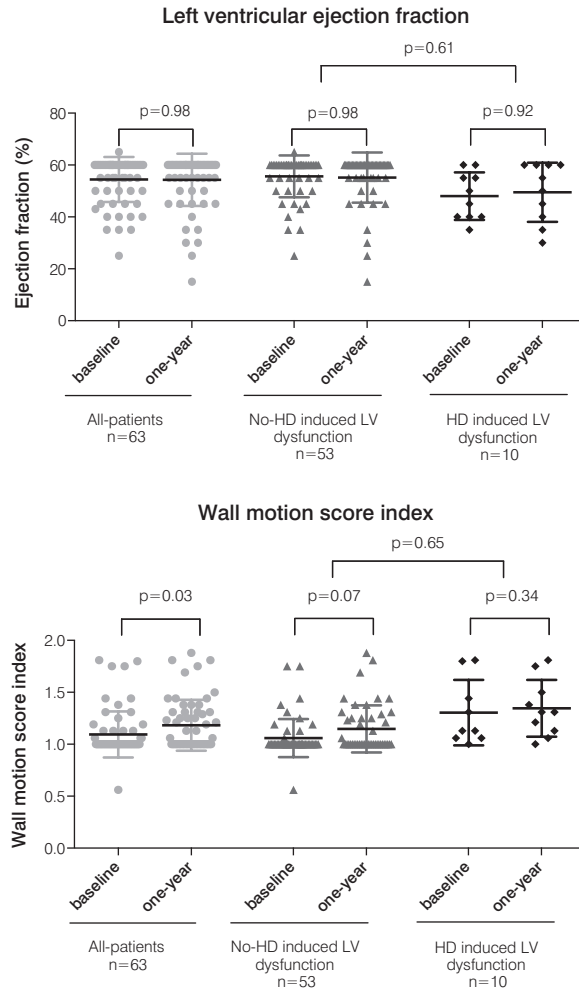 Left ventricular ejection fraction
p=0.61
p=0.98
p=0.98
p=0.92
Ejection fraction (%)
80
60
40
20
0
baseline
one-year
baseline
one-year
baseline
one-year
All-patients
n=63
No-HD induced LV
dysfunction
n=53
HD induced LV
dysfunction
n=10
Wall motion score index
p=0.65
p=0.03
p=0.07
p=0.34
Wall motion score index
2.0
1.5
1.0
0.5
0.0
baseline
one-year
baseline
one-year
baseline
one-year
All-patients
n=63
No-HD induced LV
dysfunction
n=53
HD induced LV
dysfunction
n=10